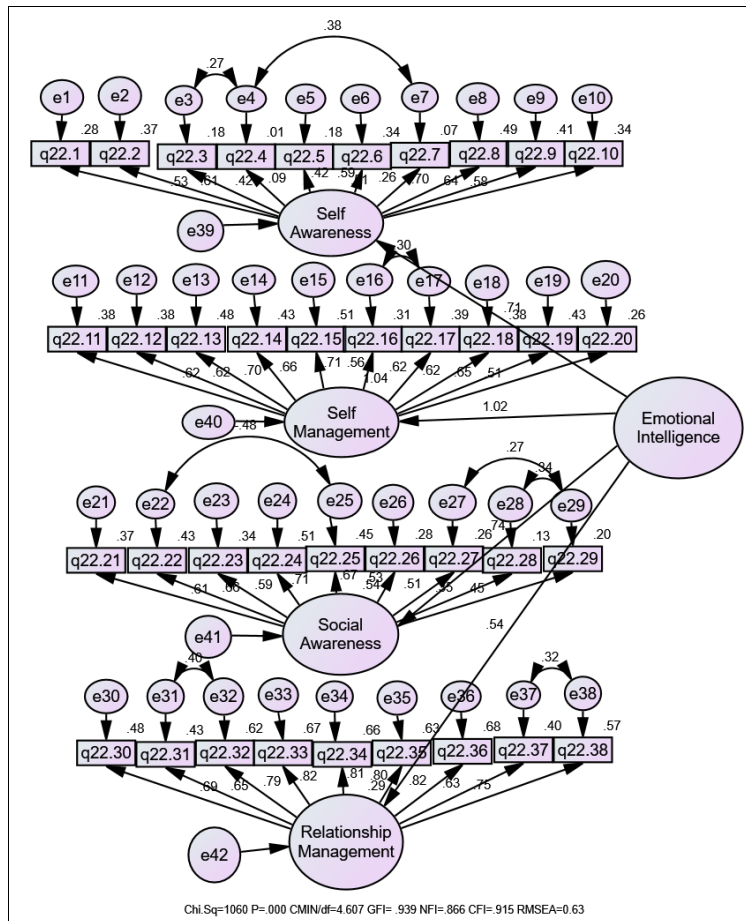 .38
.27
e1 e2 e3 e4 e5 e6 e7 e8 e9 e10
.28 .37 .18 .01 .18 .34 .07 .49 .41 .34
q22.1 q22.2 q22.3 q22.4 q22.5 q22.6 q22.7 q22.8 q22.9 q22.10
.53 .61 .42 .09 .42 .59 .26 .70 .64 .58
Self
Awareness
e39
.30
e11 e12 e13 e14 e15 e16 e17 e18 e19 e20
.71
.38 .38 .48 .43 .51 .31 .39 .38 .43 .26
q22.11 q22.12 q22.13 q22.14 q22.15 q22.16 q22.17 q22.18 q22.19 q22.20
.62 .62 .70 .66 .71 .56 1.04 .62 .62 .65 .51
Self
Management
e40
1.02
Emotional
Intelligence
.48
.27
.34
e21 e22 e23 e24 e25 e26 e27 e28 e29
.74
.37 .43 .34 .51 .45 .28 .26 .13 .20
q22.21 q22.22 q22.23 q22.24 q22.25 q22.26 q22.27 q22.28 q22.29
.61 .66 .59 .71 .67 .54 .53 .51 .35 .45
Social
Awareness
e41
.54
.40
.32
e30 e31 e32 e33 e34 e35 e36 e37 e38
.48 .43 .62 .67 .66 .63 .68 .40 .57
q22.30 q22.31 q22.32 q22.33 q22.34 q22.35 q22.36 q22.37 q22.38
.69 .65 .79 .82 .81 .80 .29 .82 .63 .75
Relationship
Management
e42
Chi.Sq=1060 P=.000 CMIN/df=4.607 GFI= .939 NFI=.866 CFI=.915 RMSEA=0.63